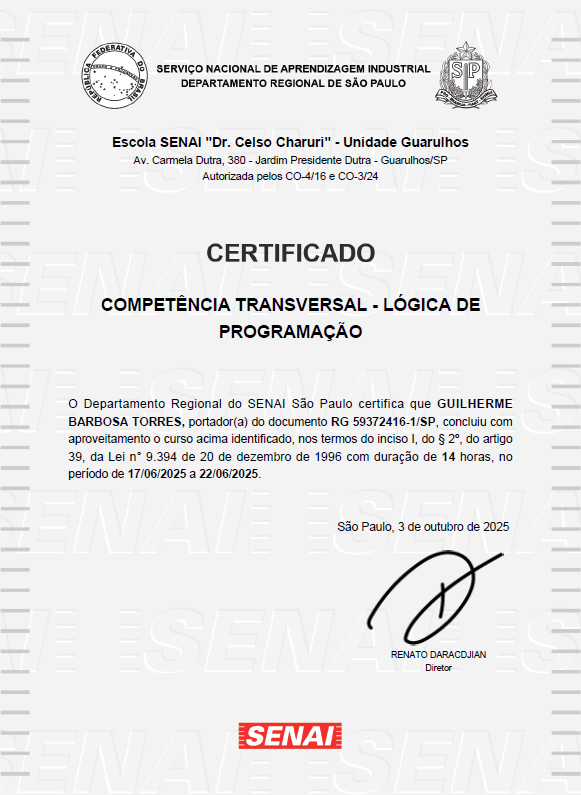 REPÚBLICA FEDERATIVA DO BRASIL
SERVIÇO NACIONAL DE APRENDIZAGEM INDUSTRIAL
DEPARTAMENTO REGIONAL DE SÃO PAULO
SP
Escola SENAI "Dr. Celso Charuri" - Unidade Guarulhos
Av. Carmela Dutra, 380 - Jardim Presidente Dutra - Guarulhos/SP
Autorizada pelos CO-4/16 e CO-3/24
CERTIFICADO
COMPETÊNCIA TRANSVERSAL - LÓGICA DE
PROGRAMAÇÃO
O Departamento Regional do SENAI São Paulo certifica que GUILHERME
BARBOSA TORRES, portador(a) do documento RG 59372416-1/SP, concluiu com
aproveitamento o curso acima identificado, nos termos do inciso I, do § 2º, do artigo
39, da Lei n° 9.394 de 20 de dezembro de 1996 com duração de 14 horas, no
período de 17/06/2025 a 22/06/2025.
São Paulo, 3 de outubro de 2025
RENATO DARACDJIAN
Diretor
SENAI